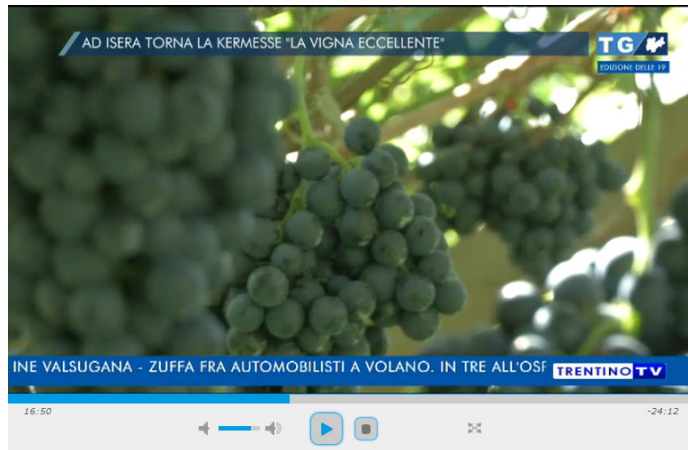 AD ISERA TORNA LA KERMESSE "LA VIGNA ECCELLENTE"
TG
EDIZIONE DELLE 19
INE VALSUGANA - ZUFFA FRA AUTOMOBILISTI A VOLANO. IN TRE ALL'OSP
TRENTINO TV
16:50
-24:12